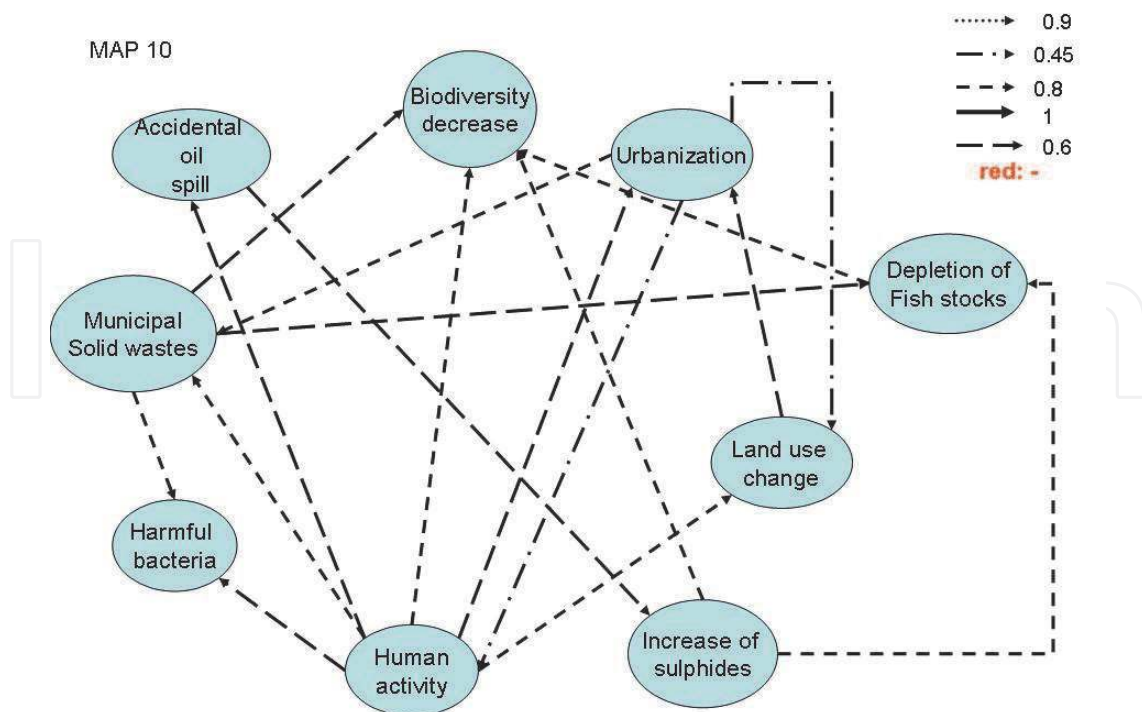 MAP 10
0.9
0.45
0.8
1
0.6
red: -
Biodiversity
decrease
Accidental
oil
spill
Urbanization
Depletion of
Fish stocks
Municipal
Solid wastes
Land use
change
Harmful
bacteria
Human
activity
Increase of
sulphides